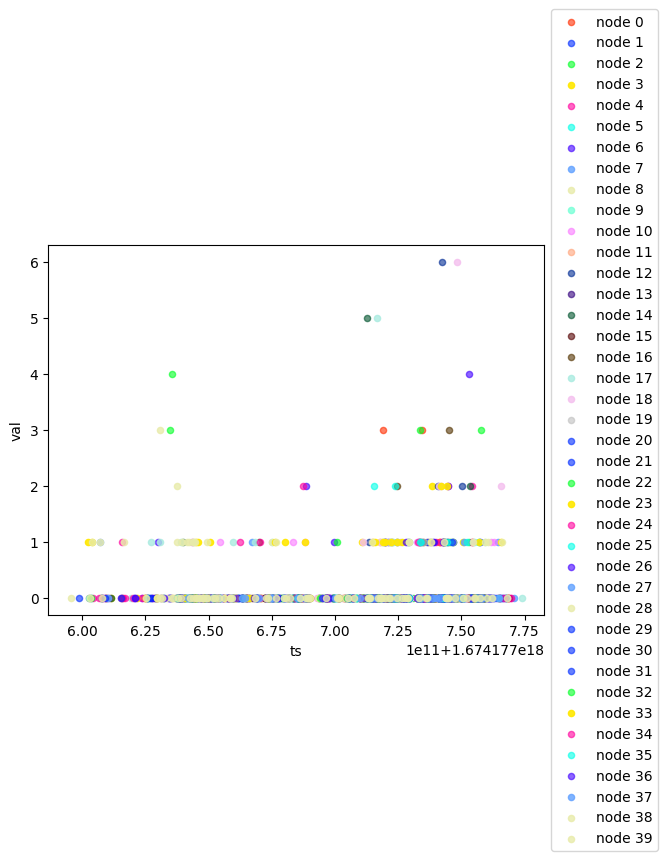 node 0
node 1
node 2
node 3
node 4
node 5
node 6
node 7
node 8
node 9
node 10
node 11
node 12
node 13
node 14
node 15
node 16
node 17
node 18
node 19
node 20
node 21
node 22
node 23
node 24
node 25
node 26
node 27
node 28
node 29
node 30
node 31
node 32
node 33
node 34
node 35
node 36
node 37
node 38
node 39
6
5
4
3
2
1
0
val
6.00 6.25 6.50 6.75 7.00 7.25 7.50 7.75
ts
1e11+1.674177e18